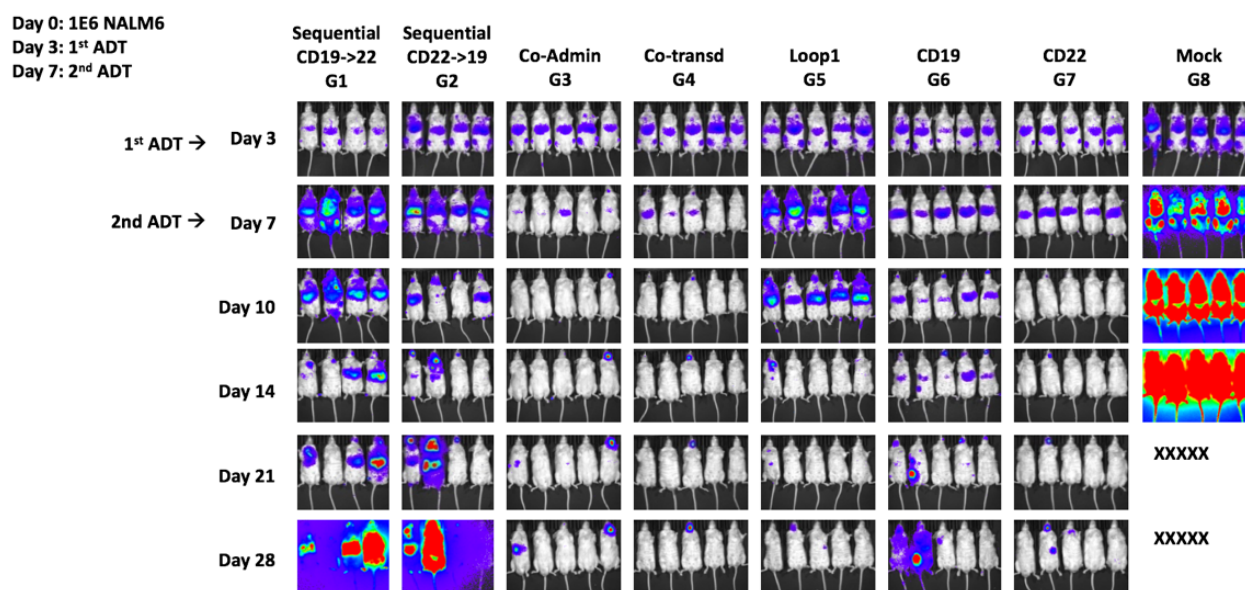 Day 0: 1E6 NALM6
Day 3: 1st ADT
Day 7: 2nd ADT
Sequential CD19->22 G1
Sequential CD22->19 G2
Co-Admin G3
Co-transd G4
Loop1 G5
CD19 G6
CD22 G7
Mock G8
1st ADT → Day 3
2nd ADT → Day 7
Day 10
Day 14
Day 21 XXXXX
Day 28 XXXXX